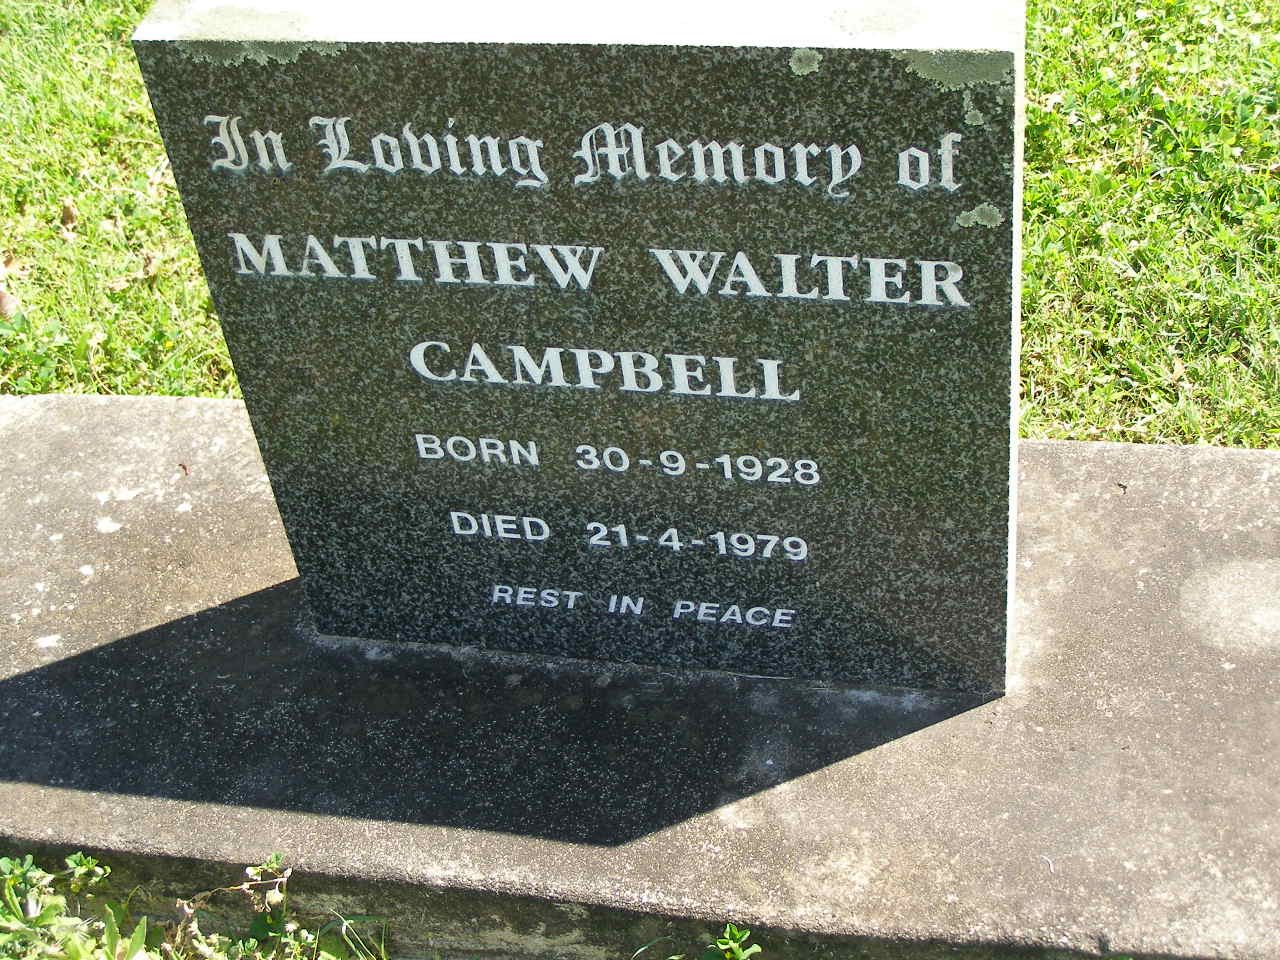 In Loving Memory of
MATTHEW WALTER
CAMPBELL
BORN 30-9-1928
DIED 21-4-1979
REST IN PEACE